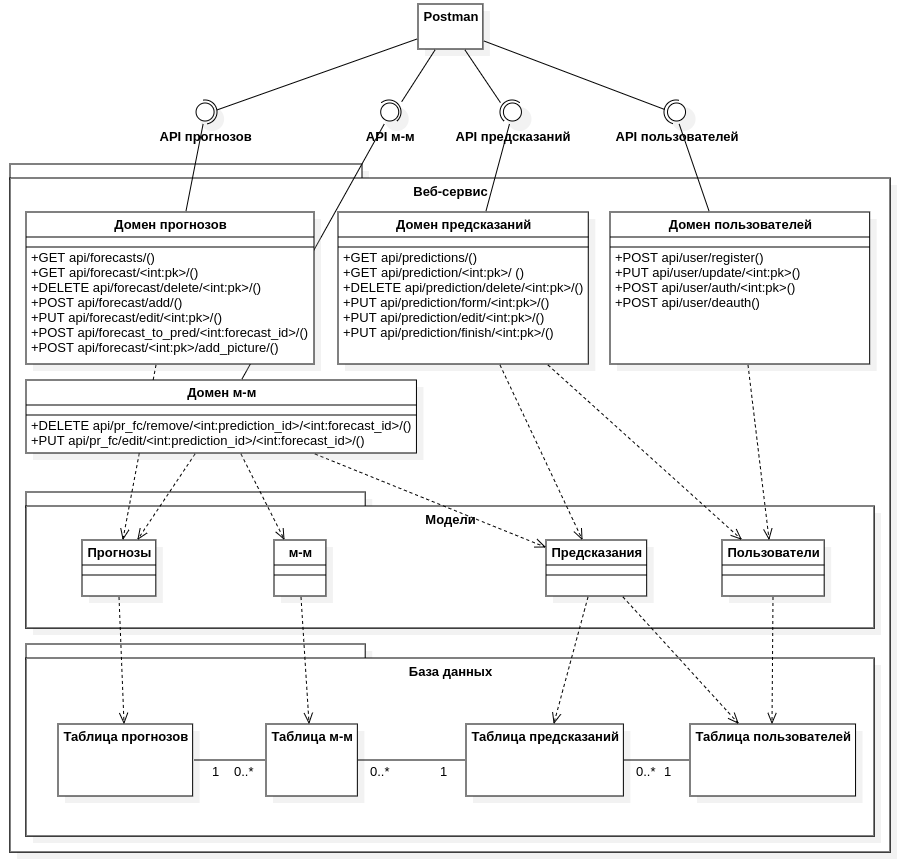 Postman
API прогнозов
API м-м
API предсказаний
API пользователей
Веб-сервис
Домен прогнозов
+GET api/forecasts/()
+GET api/forecast/<int:pk>/()
+DELETE api/forecast/delete/<int:pk>/()
+POST api/forecast/add/()
+PUT api/forecast/edit/<int:pk>/()
+POST api/forecast_to_pred/<int:forecast_id>/()
+POST api/forecast/<int:pk>/add_picture/()
Домен предсказаний
+GET api/predictions/()
+GET api/prediction/<int:pk>/ ()
+DELETE api/prediction/delete/<int:pk>/()
+PUT api/prediction/form/<int:pk>/()
+PUT api/prediction/edit/<int:pk>/()
+PUT api/prediction/finish/<int:pk>/()
Домен пользователей
+POST api/user/register()
+PUT api/user/update/<int:pk>()
+POST api/user/auth/<int:pk>()
+POST api/user/deauth()
Домен м-м
+DELETE api/pr_fc/remove/<int:prediction_id>/<int:forecast_id>/()
+PUT api/pr_fc/edit/<int:prediction_id>/<int:forecast_id>/()
Модели
Прогнозы
м-м
Предсказания
Пользователи
База данных
Таблица прогнозов
Таблица м-м
Таблица предсказаний
Таблица пользователей
1 0..*
0..* 1
0..* 1